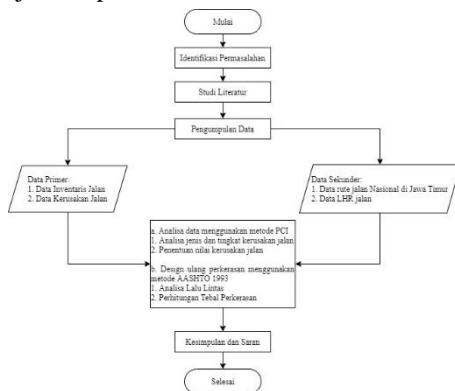 Mulai
Identifikasi Permasalahan
Studi Literatur
Pengumpulan Data
Data Primer:
1. Data Inventaris Jalan
2. Data Kerusakan Jalan
Data Sekunder:
1. Data rute jalan Nasional di Jawa Timur
2. Data LHR jalan
a. Analisa data menggunakan metode PCI
1. Analisa jenis dan tingkat kerusakan jalan
2. Penentuan nilai kerusakan jalan
b. Design ulang perkerasan menggunakan
metode AASHTO 1993
1. Analisa Lalu Lintas
2. Perhitungan Tebal Perkerasan
Kesimpulan dan Saran
Selesai